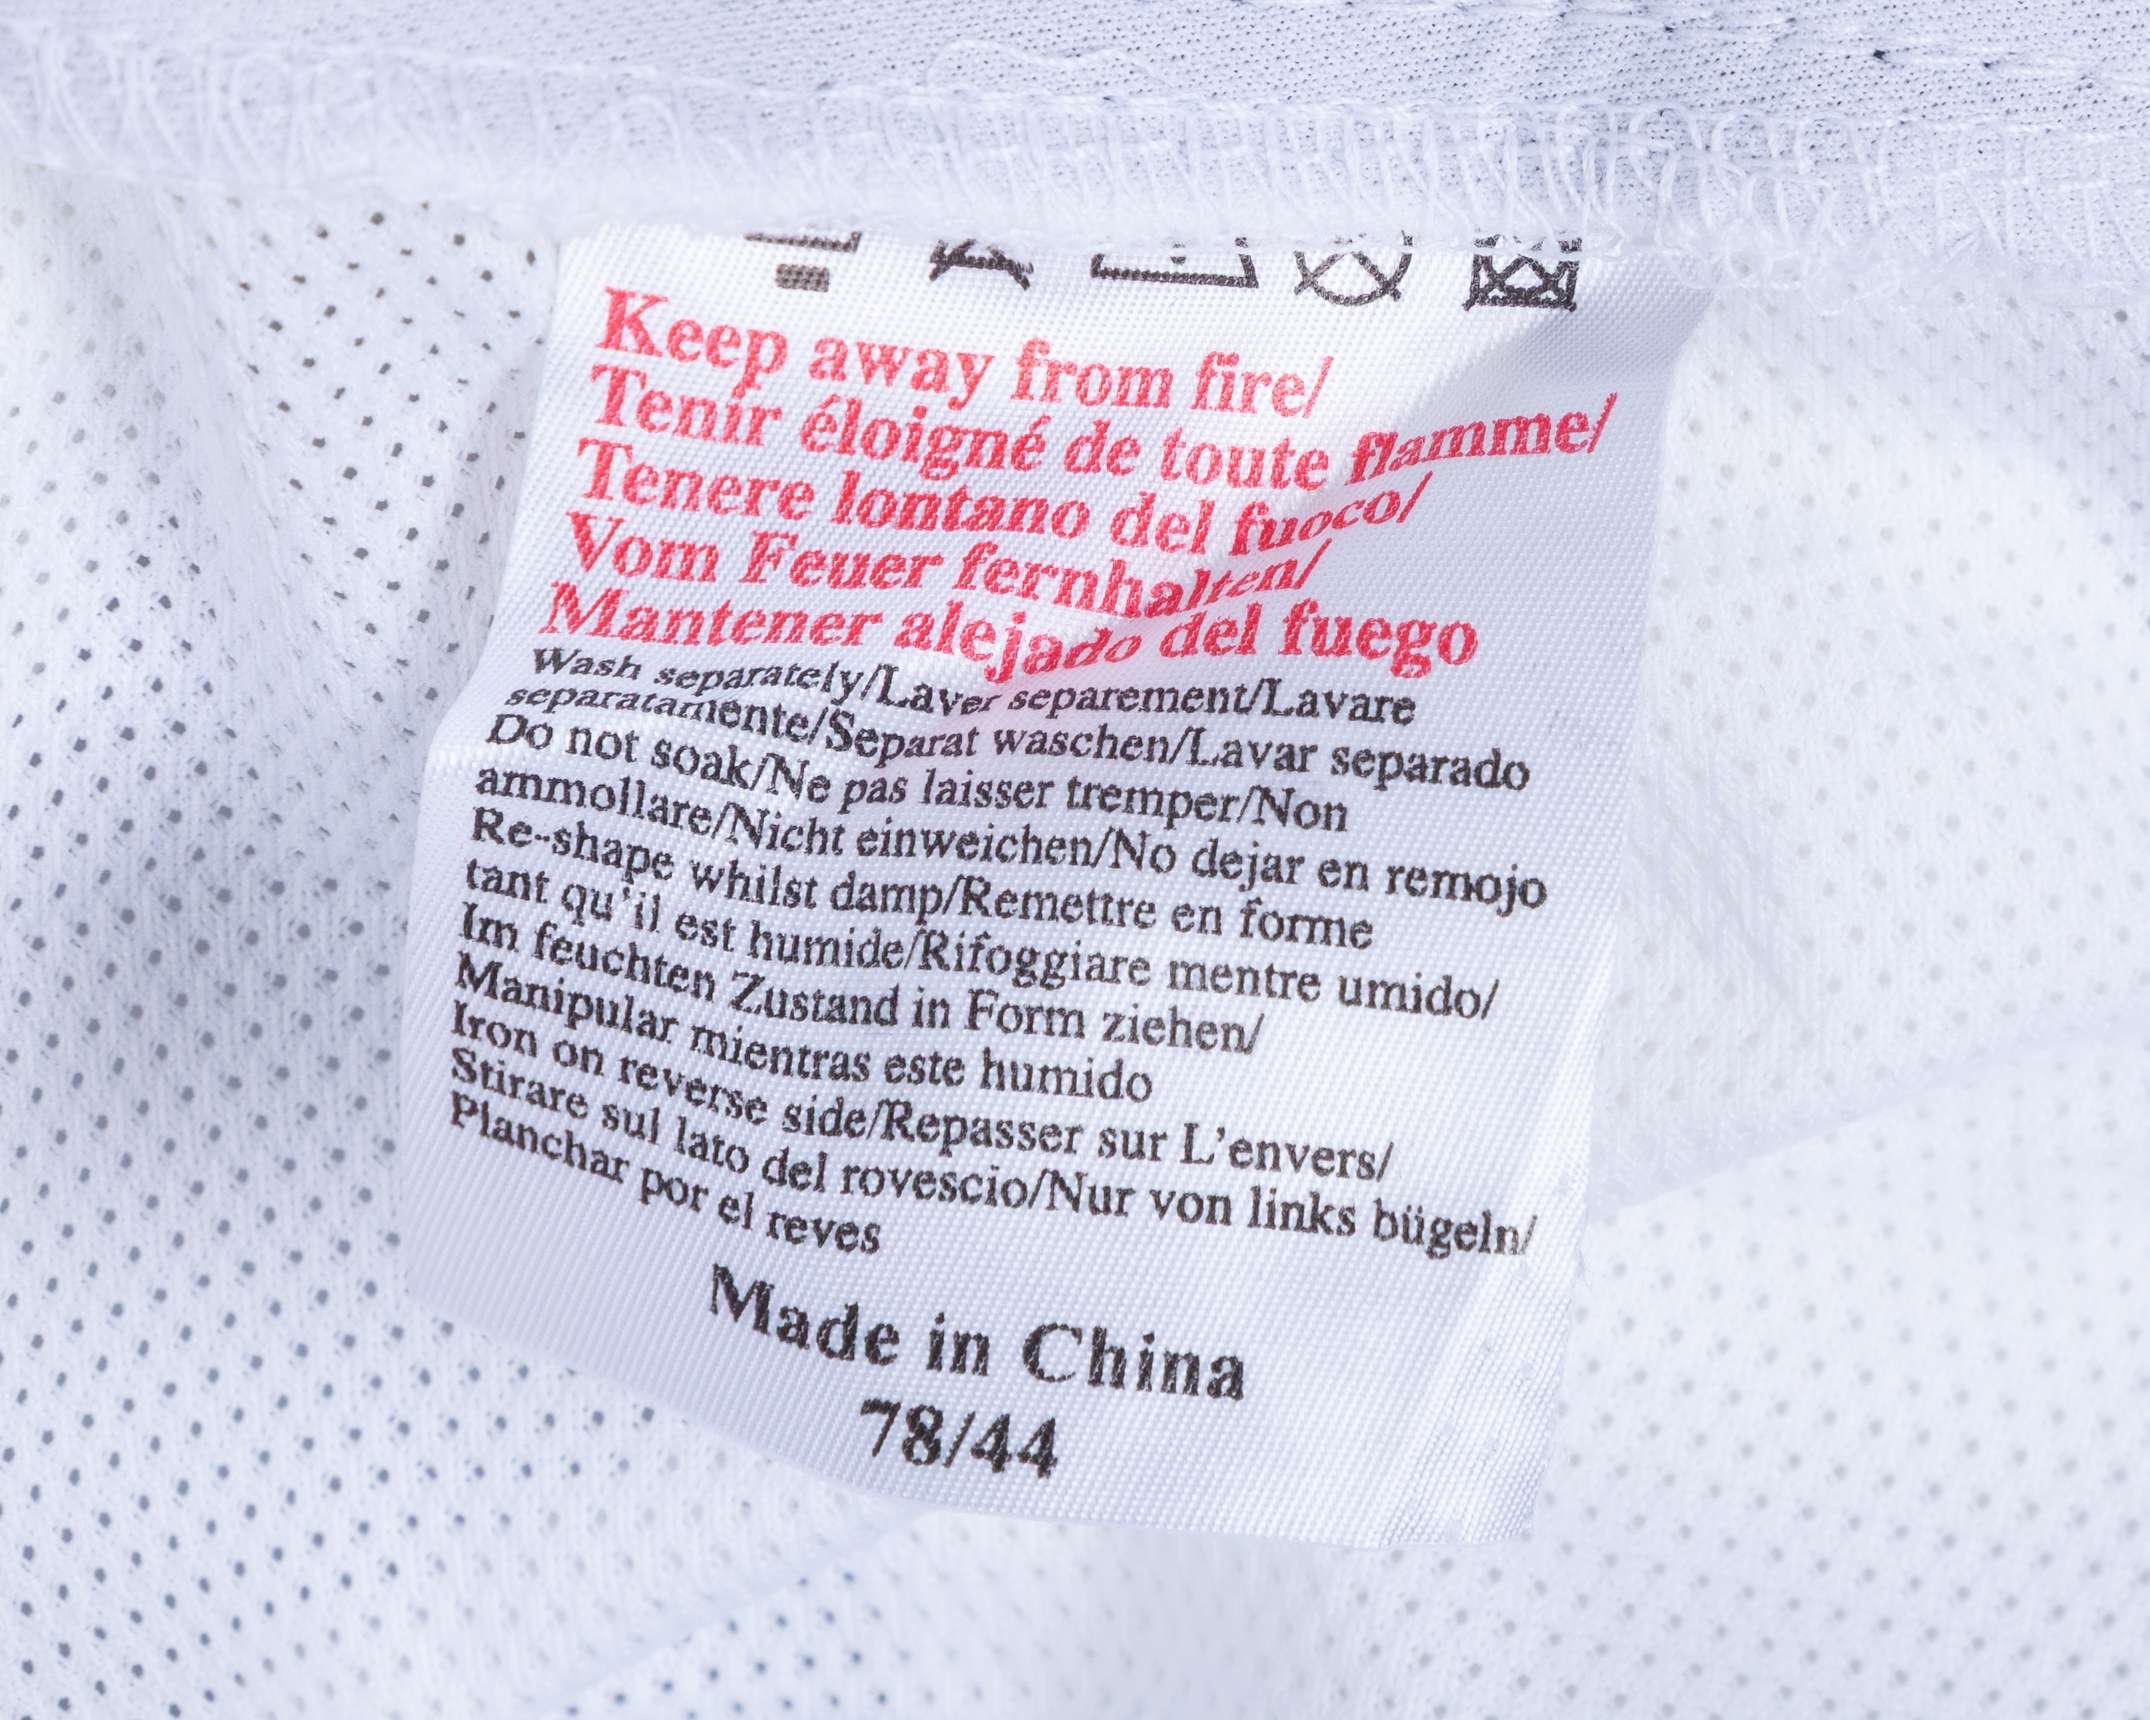 Keep away from fire/
Tenir éloigné de toute flamme/
Tenere lontano del fuoco/
Vom Feuer fernhalten/
Mantener alejado del fuego
Wash separately/Laver separement/Lavare
separatamente/Separat waschen/Lavar separado
Do not soak/Ne pas laisser tremper/Non
ammollare/Nicht einweichen/No dejar en remojo
Re-shape whilst damp/Remettre en forme
tant qu'il est humide/Rifoggiare mentre umido/
Im feuchten Zustand in Form ziehen/
Manipular mientras este humido
Iron on reverse side/Repasser sur L'envers/
Stirare sul lato del rovescio/Nur von links bügeln/
Planchar por el reves
Made in China
78/44